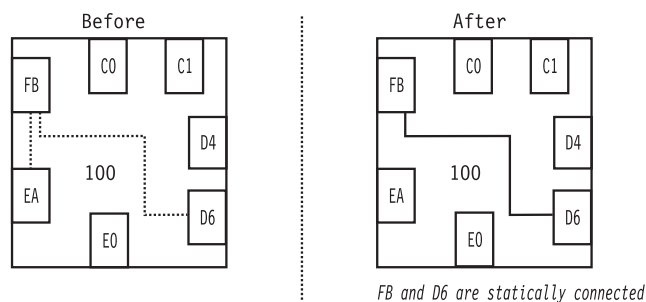 Before
After
C0
C1
FB
D4
100
EA
D6
E0
C0
C1
FB
D4
100
EA
D6
E0
FB and D6 are statically connected